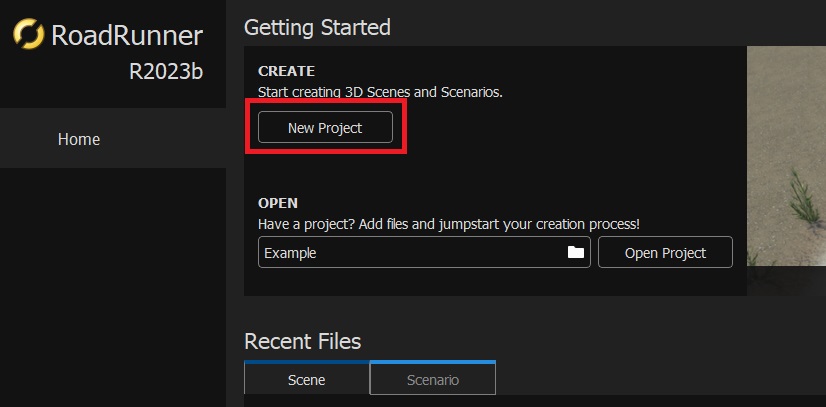 RoadRunner
R2023b
Home
Getting Started
CREATE
Start creating 3D Scenes and Scenarios.
New Project
OPEN
Have a project? Add files and jumpstart your creation process!
Example
Open Project
Recent Files
Scene
Scenario